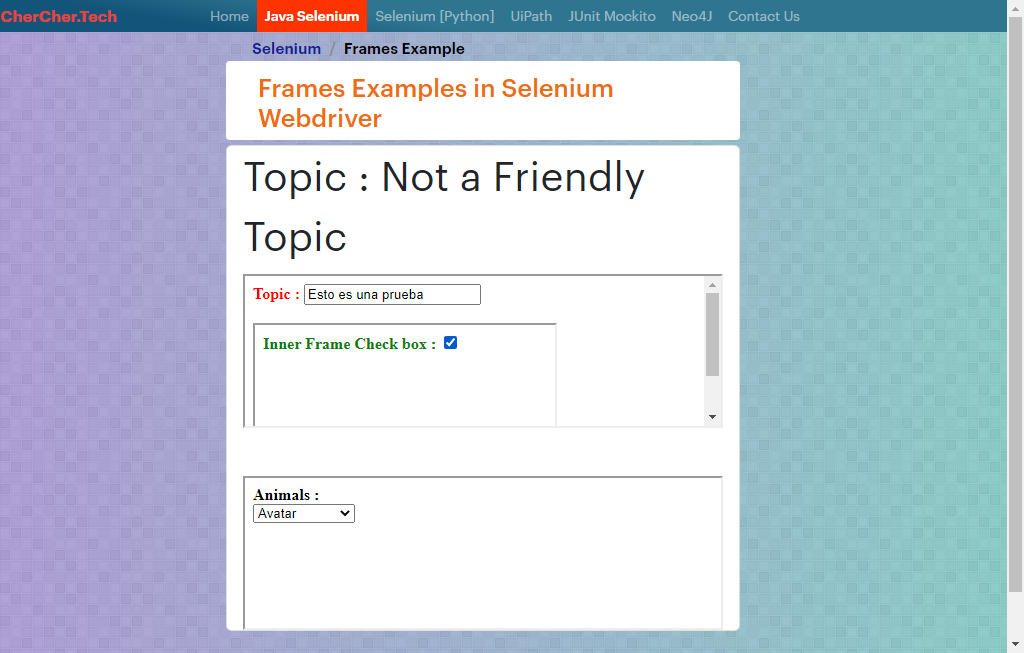 CherCher.Tech Home Java Selenium Selenium [Python] UiPath JUnit Mockito Neo4J Contact Us
Selenium / Frames Example
Frames Examples in Selenium
Webdriver
Topic : Not a Friendly
Topic
Topic : Esto es una prueba
Inner Frame Check box :
Animals :
Avatar